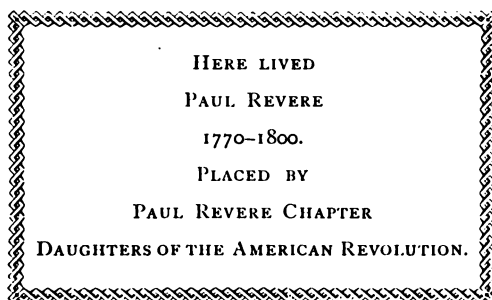 Here lived
Paul Revere
1770–1800.
Placed by
Paul Revere Chapter
Daughters of the American Revolution.